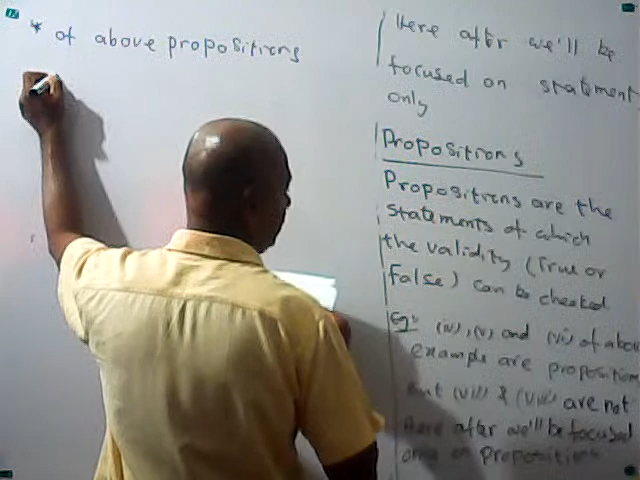 * of above propositions
Here after we'll be
focused on statement
only
Propositions
Propositions are the
statements of which
the validity (True or
False) can be checked
Eg:- (iv), (v) and (vi) of above
example are proposition
But (vii) & (viii) are not
Here after we'll be focused
only on propositions